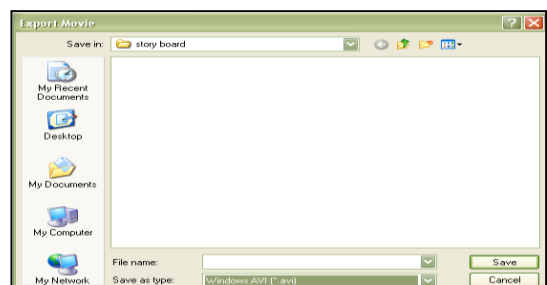 Export Movie
Save in: story board
My Recent
Documents
Desktop
My Documents
My Computer
My Network
File name:
Save
Save as type: Windows AVI (*.avi)
Cancel